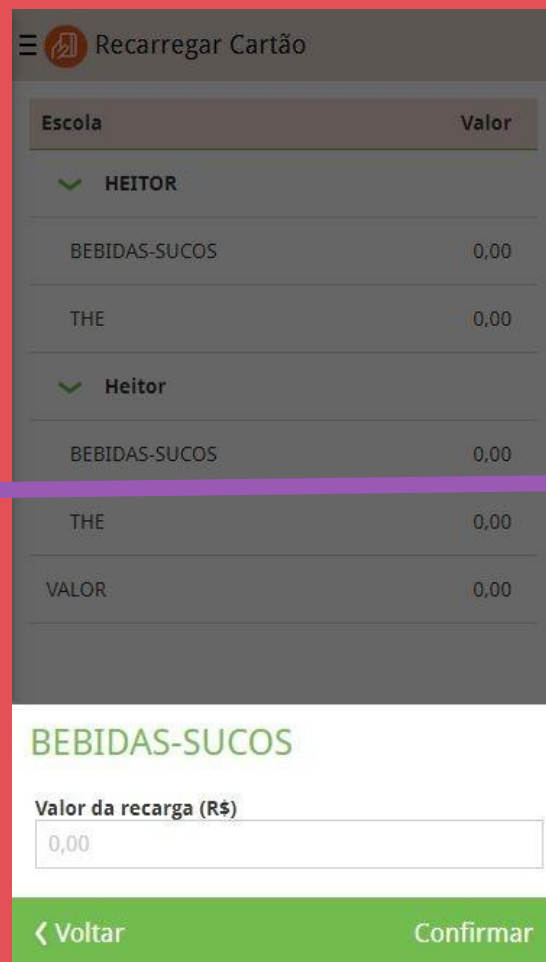 Recarregar Cartão
Escola Valor
HEITOR
BEBIDAS-SUCOS 0,00
THE 0,00
Heitor
BEBIDAS-SUCOS 0,00
THE 0,00
VALOR 0,00
BEBIDAS-SUCOS
Valor da recarga (R$)
0,00
Voltar Confirmar